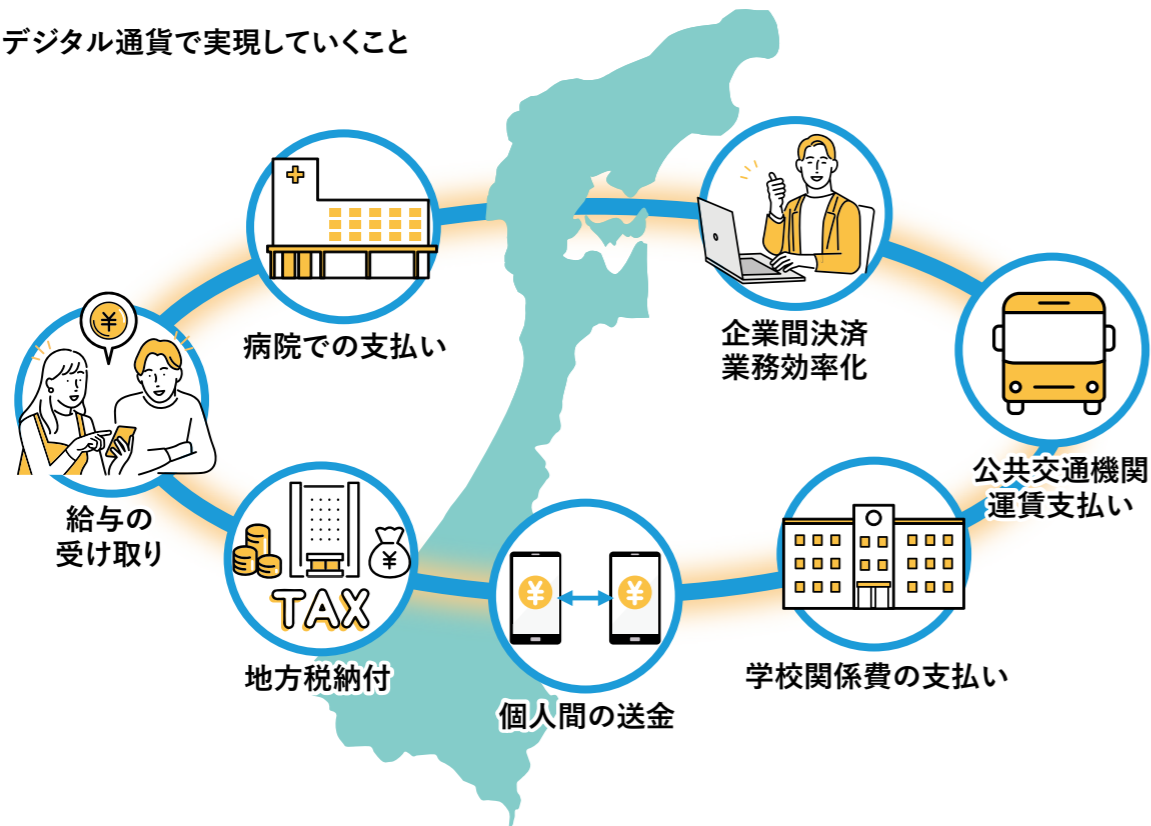 デジタル通貨で実現していくこと
病院での支払い
企業間決済
業務効率化
公共交通機関
運賃支払い
給与の
受け取り
TAX
地方税納付
個人間の送金
学校関係費の支払い
¥
¥
¥
¥